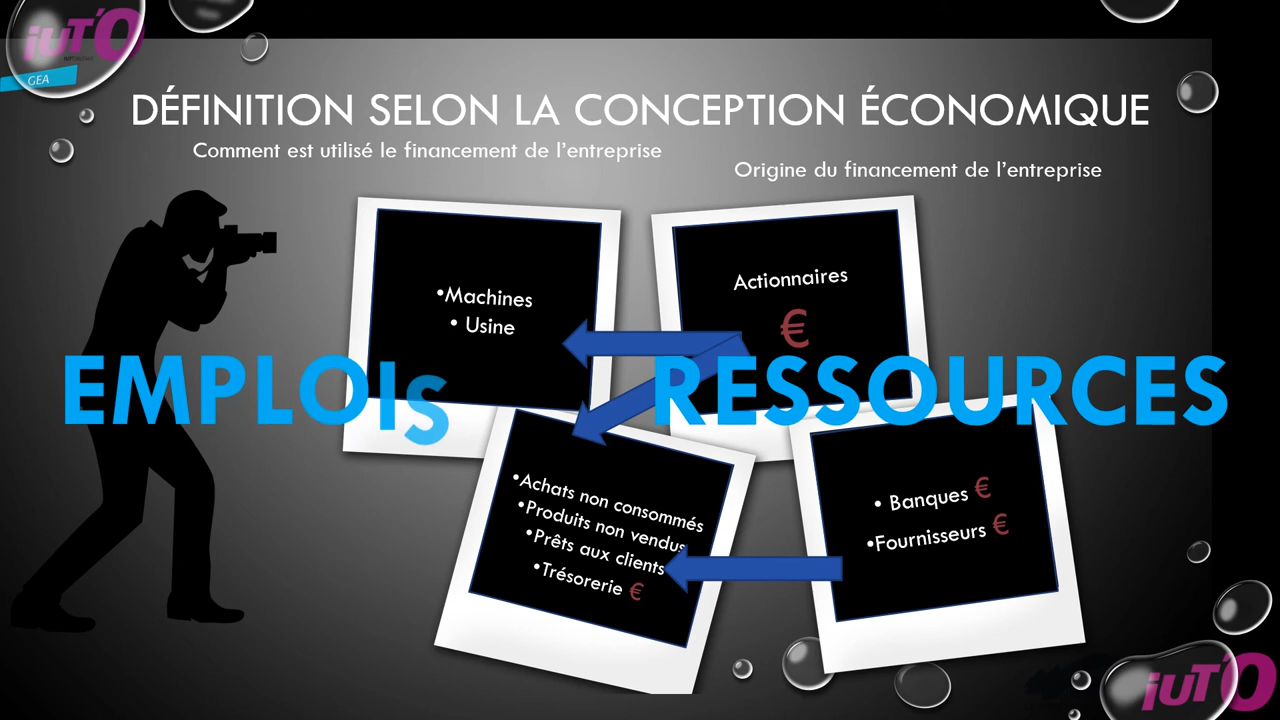 iUT'O
GEA
DÉFINITION SELON LA CONCEPTION ÉCONOMIQUE
Comment est utilisé le financement de l'entreprise
Origine du financement de l'entreprise
•Machines
• Usine
Actionnaires
€
EMPLOIS
RESSOURCES
•Achats non consommés
•Produits non vendus
•Prêts aux clients
•Trésorerie €
• Banques €
•Fournisseurs €
iUT'O